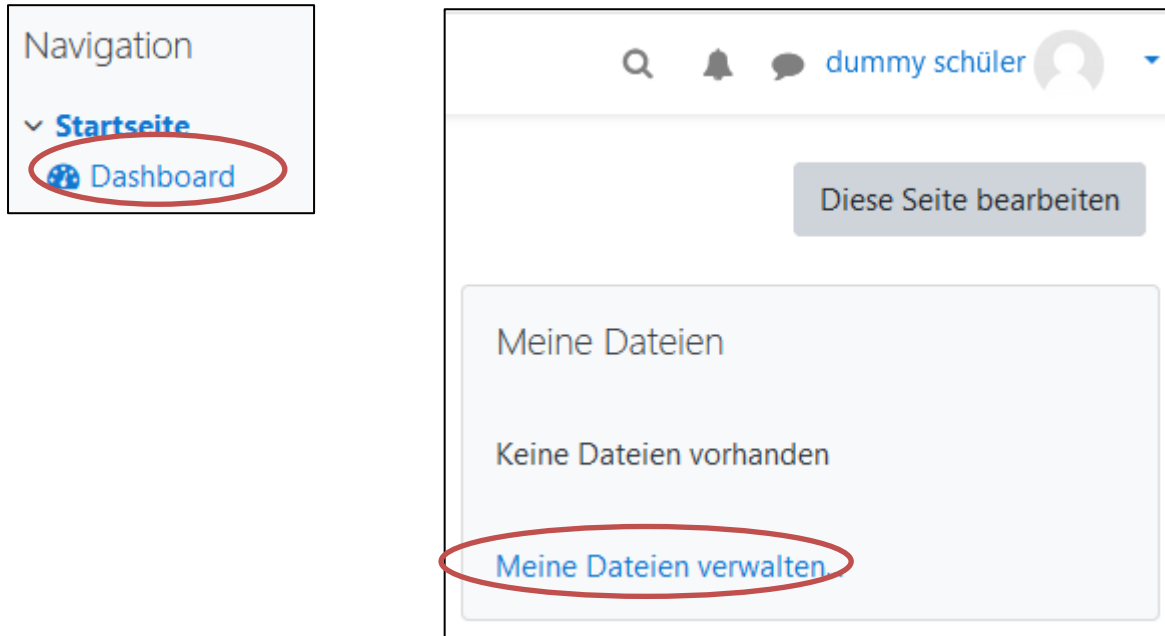 Navigation
Startseite
Dashboard
dummy schüler
Diese Seite bearbeiten
Meine Dateien
Keine Dateien vorhanden
Meine Dateien verwalten...